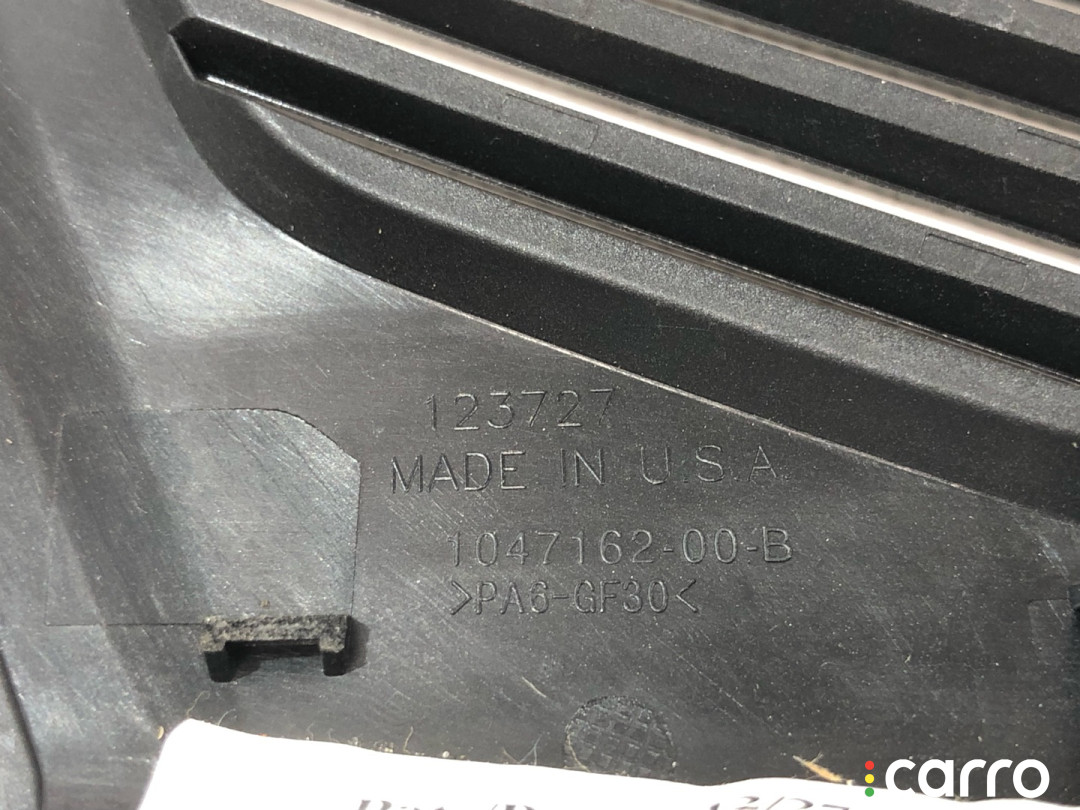 123727
MADE IN U.S.A.
1047162-00-B
>PA6-GF30<
carro